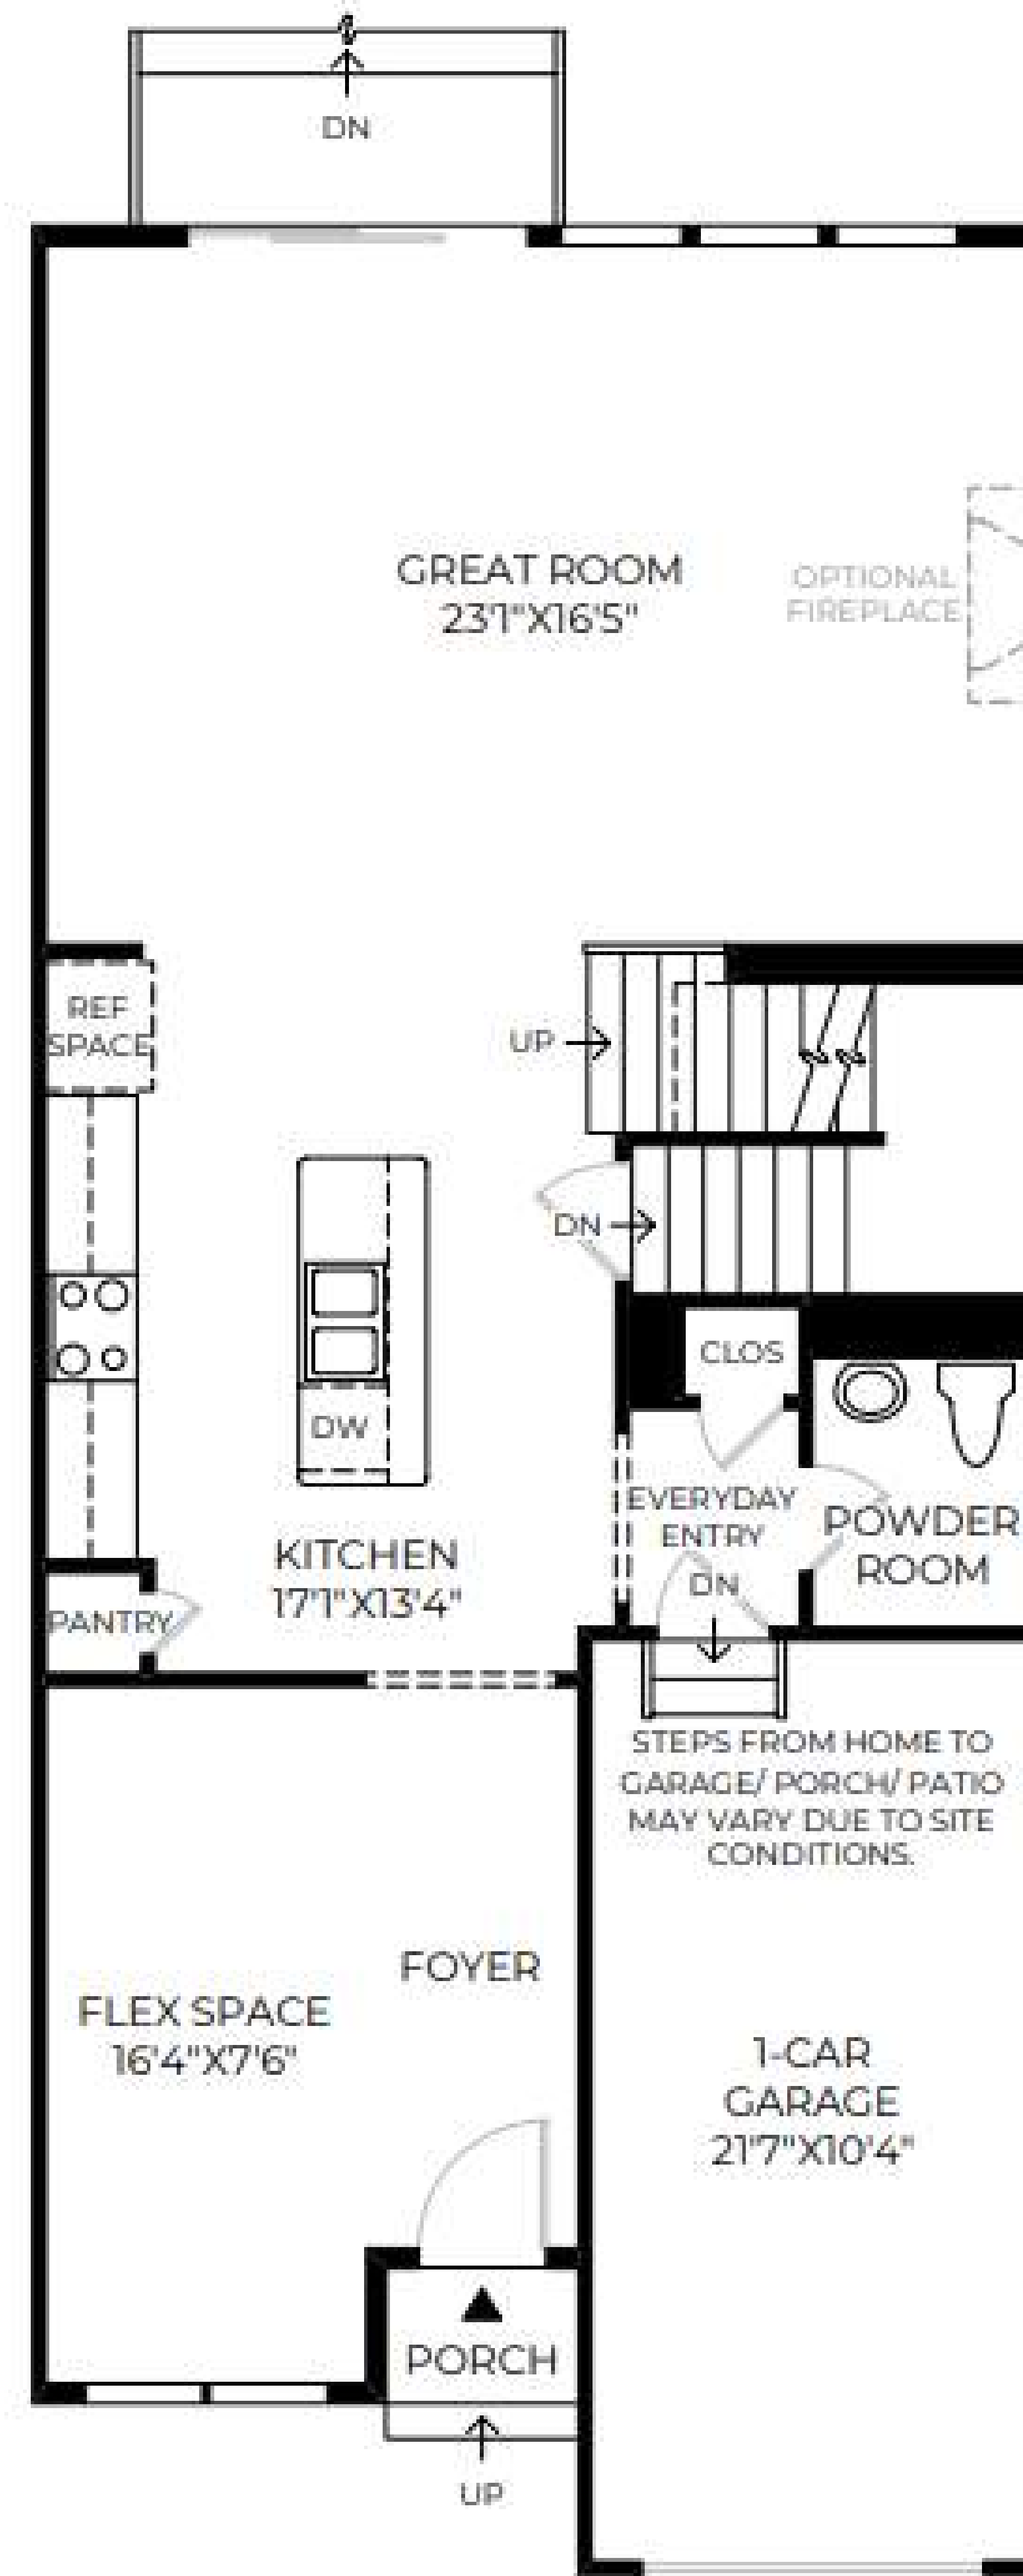 DN
GREAT ROOM
23'1"X16'5"
OPTIONAL
FIREPLACE
REF
SPACE
UP
DN
CLOS
DW
EVERYDAY
ENTRY
DN
POWDER
ROOM
KITCHEN
17'1"X13'4"
PANTRY
STEPS FROM HOME TO
GARAGE/ PORCH/ PATIO
MAY VARY DUE TO SITE
CONDITIONS.
FOYER
FLEX SPACE
16'4"X7'6"
1-CAR
GARAGE
21'7"X10'4"
PORCH
UP